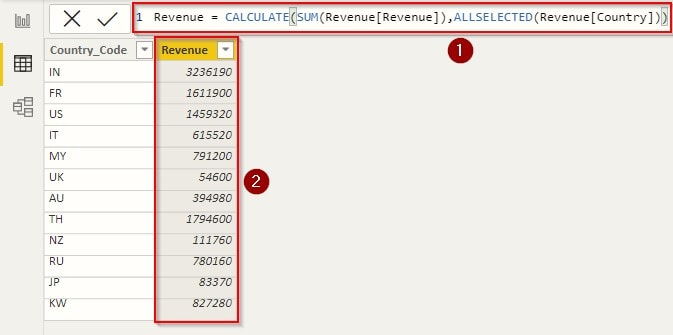 1 Revenue = CALCULATE(SUM(Revenue[Revenue]),ALLSELECTED(Revenue[Country]))
1
Country_Code Revenue
IN 3236190
FR 1611900
US 1459320
IT 615520
MY 791200
UK 54600
2
AU 394980
TH 1794600
NZ 111760
RU 780160
JP 83370
KW 827280